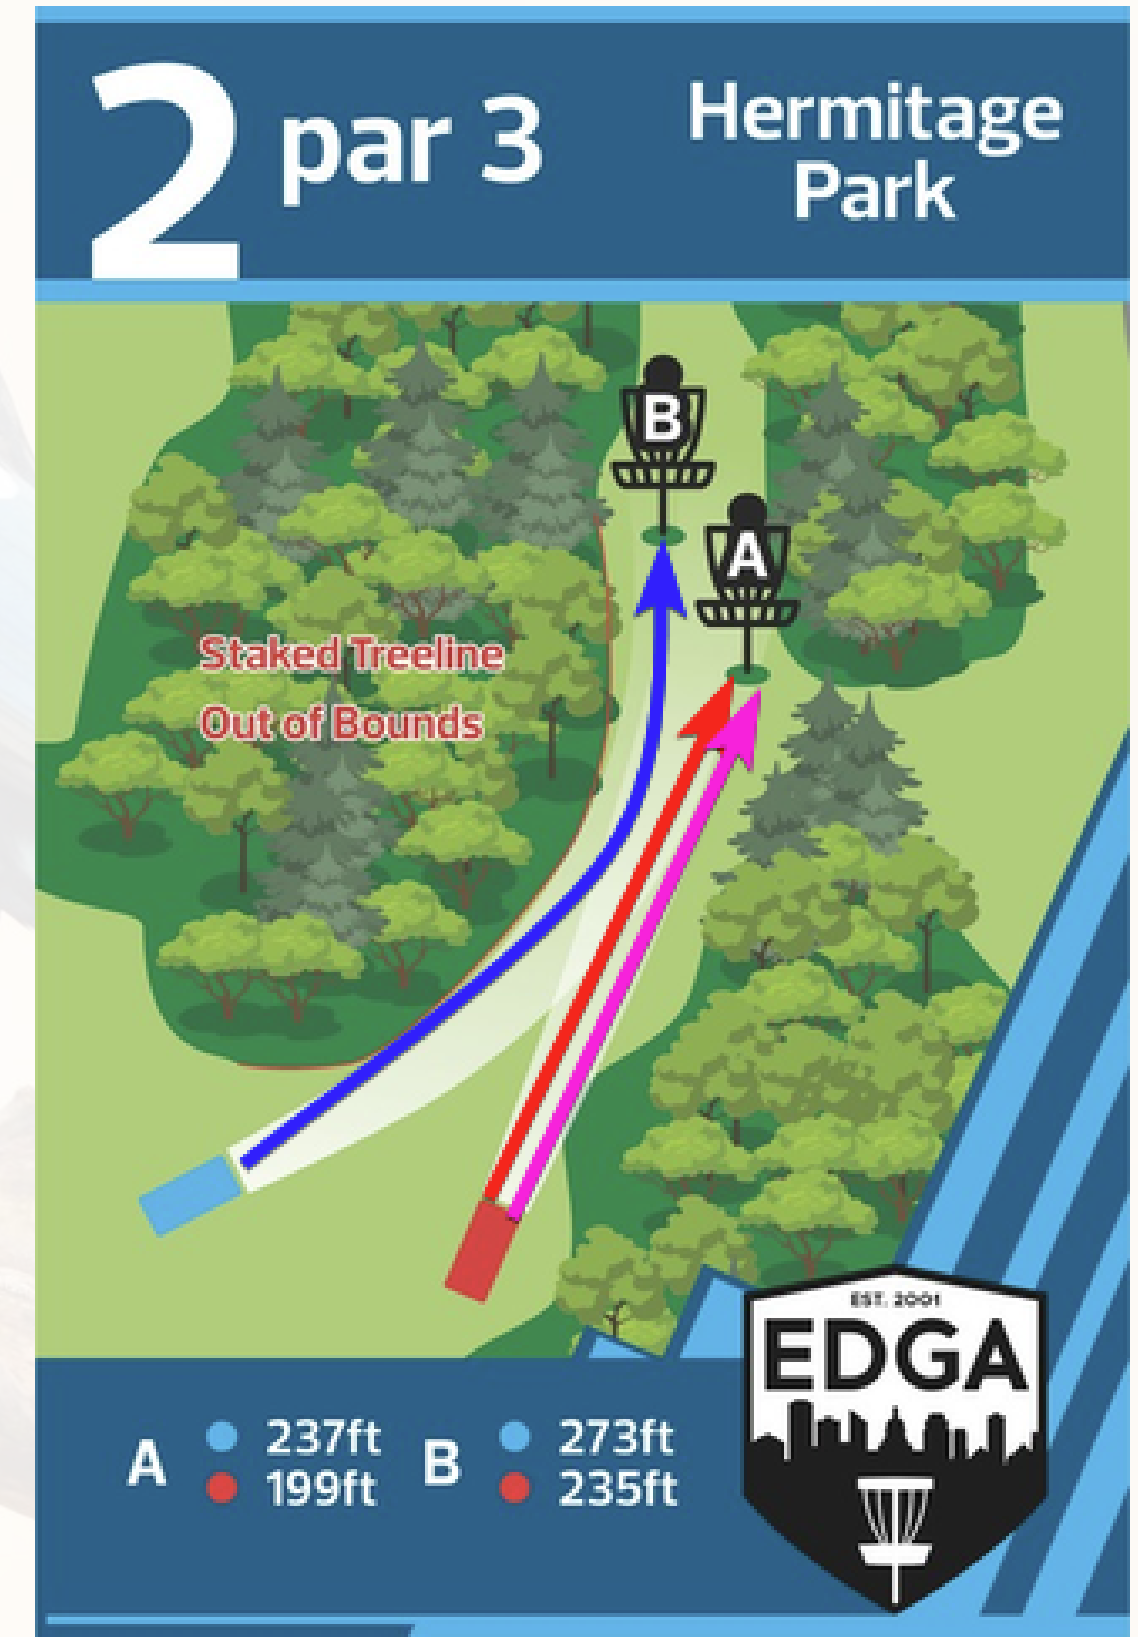 2 par 3
Hermitage
Park
B
A
Staked Treeline
Out of Bounds
EST. 2001
EDGA
A 237ft B 273ft
199ft 235ft